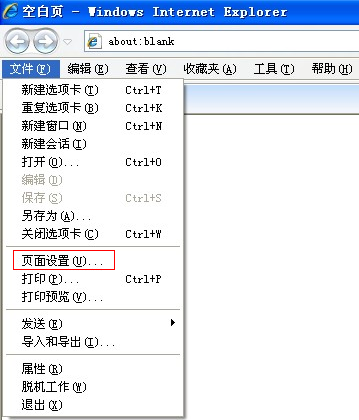 空白页 - Windows Internet Explorer
about:blank
文件(F) 编辑(E) 查看(V) 收藏夹(A) 工具(T) 帮助(H)
新建选项卡(T) Ctrl+T
重复选项卡(B) Ctrl+K
新建窗口(N) Ctrl+N
新建会话(I)
打开(O)... Ctrl+O
编辑(D)
保存(S) Ctrl+S
另存为(A)...
关闭选项卡(C) Ctrl+W
页面设置(U)...
打印(P)... Ctrl+P
打印预览(V)...
发送(E)
导入和导出(I)...
属性(R)
脱机工作(W)
退出(X)